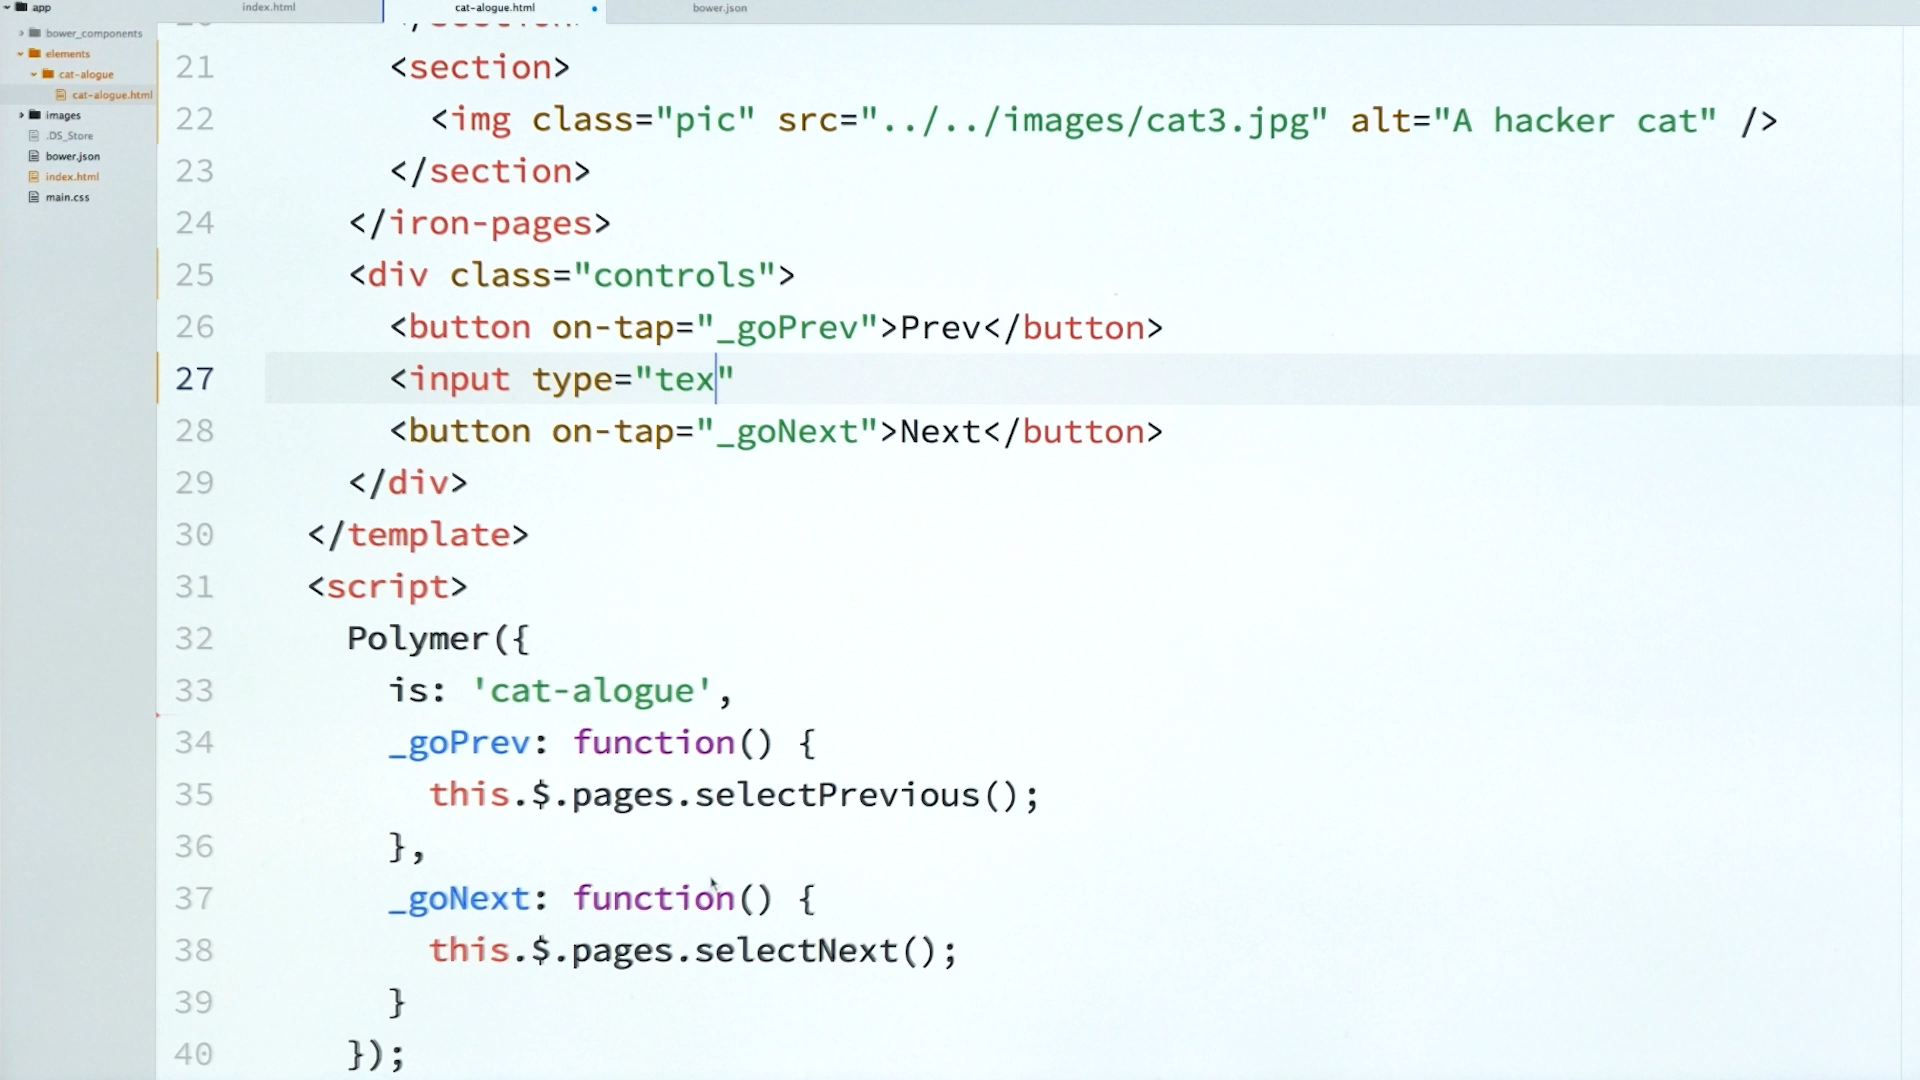 app
index.html
cat-alogue.html
bower.json
bower_components
elements
cat-alogue
cat-alogue.html
images
.DS_Store
bower.json
index.html
main.css
21 <section>
22 <img class="pic" src="../../images/cat3.jpg" alt="A hacker cat" />
23 </section>
24 </iron-pages>
25 <div class="controls">
26 <button on-tap="_goPrev">Prev</button>
27 <input type="tex"
28 <button on-tap="_goNext">Next</button>
29 </div>
30 </template>
31 <script>
32 Polymer({
33 is: 'cat-alogue',
34 _goPrev: function() {
35 this.$.pages.selectPrevious();
36 },
37 _goNext: function() {
38 this.$.pages.selectNext();
39 }
40 });